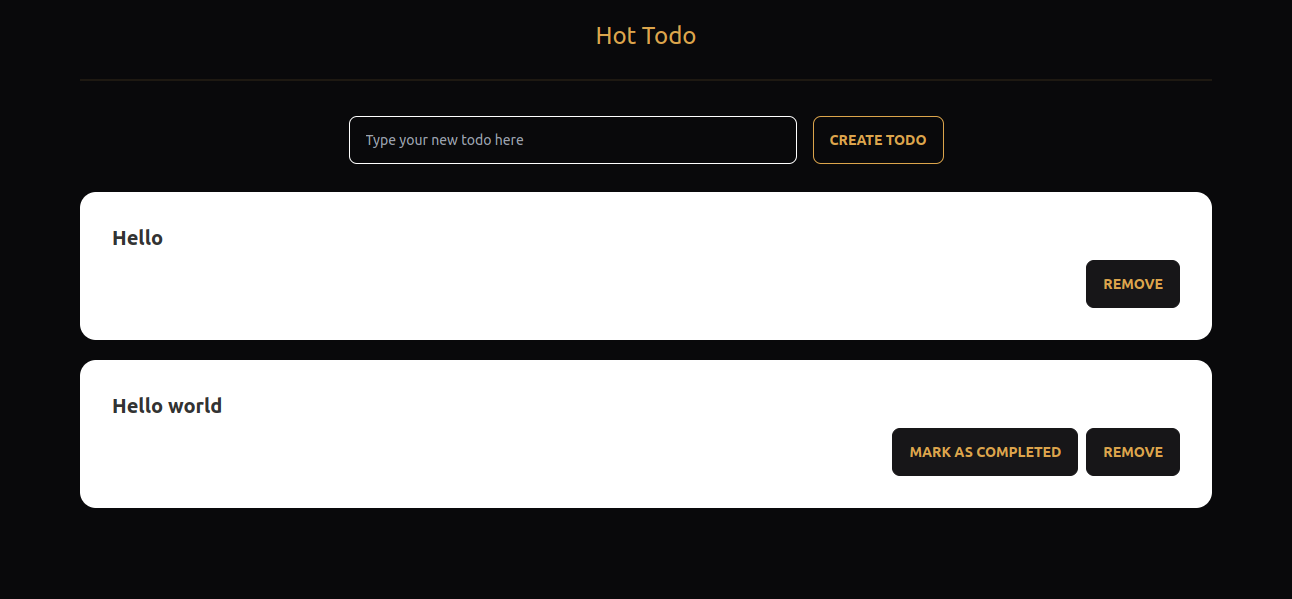 Hot Todo
Type your new todo here
CREATE TODO
Hello
REMOVE
Hello world
MARK AS COMPLETED
REMOVE